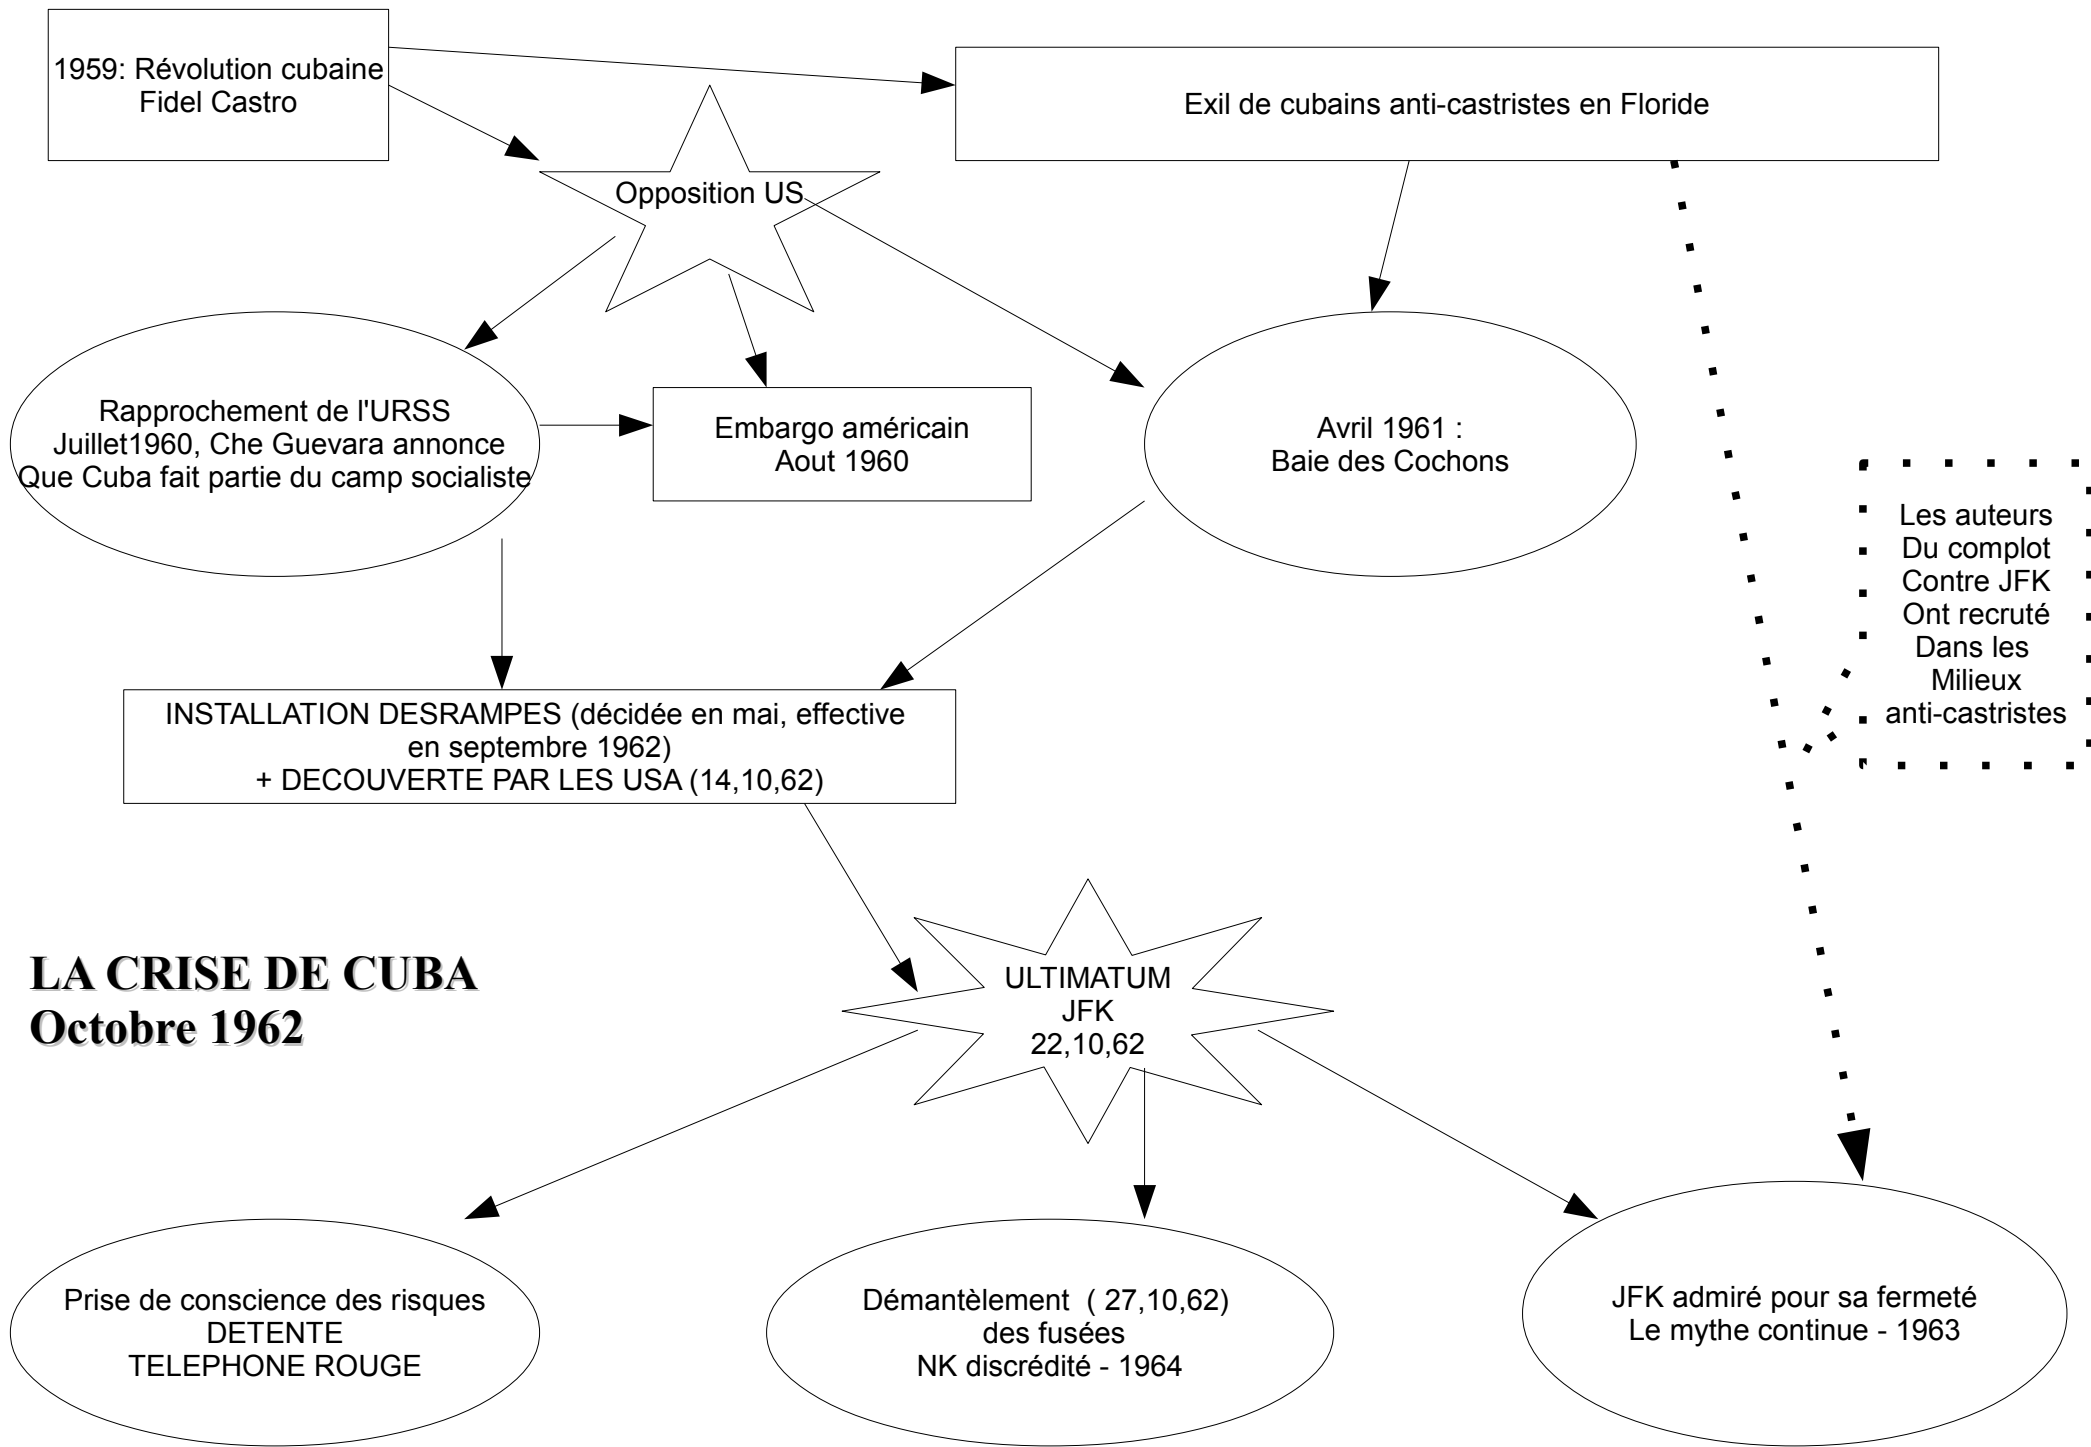 1959: Révolution cubaine
Fidel Castro
Exil de cubains anti-castristes en Floride
Opposition US
Rapprochement de l'URSS
Juillet1960, Che Guevara annonce
Que Cuba fait partie du camp socialiste
Embargo américain
Aout 1960
Avril 1961 :
Baie des Cochons
Les auteurs
Du complot
Contre JFK
Ont recruté
Dans les
Milieux
anti-castristes
INSTALLATION DESRAMPES (décidée en mai, effective
en septembre 1962)
+ DECOUVERTE PAR LES USA (14,10,62)
LA CRISE DE CUBA
Octobre 1962
ULTIMATUM
JFK
22,10,62
Prise de conscience des risques
DETENTE
TELEPHONE ROUGE
Démantèlement ( 27,10,62)
des fusées
NK discrédité - 1964
JFK admiré pour sa fermeté
Le mythe continue - 1963